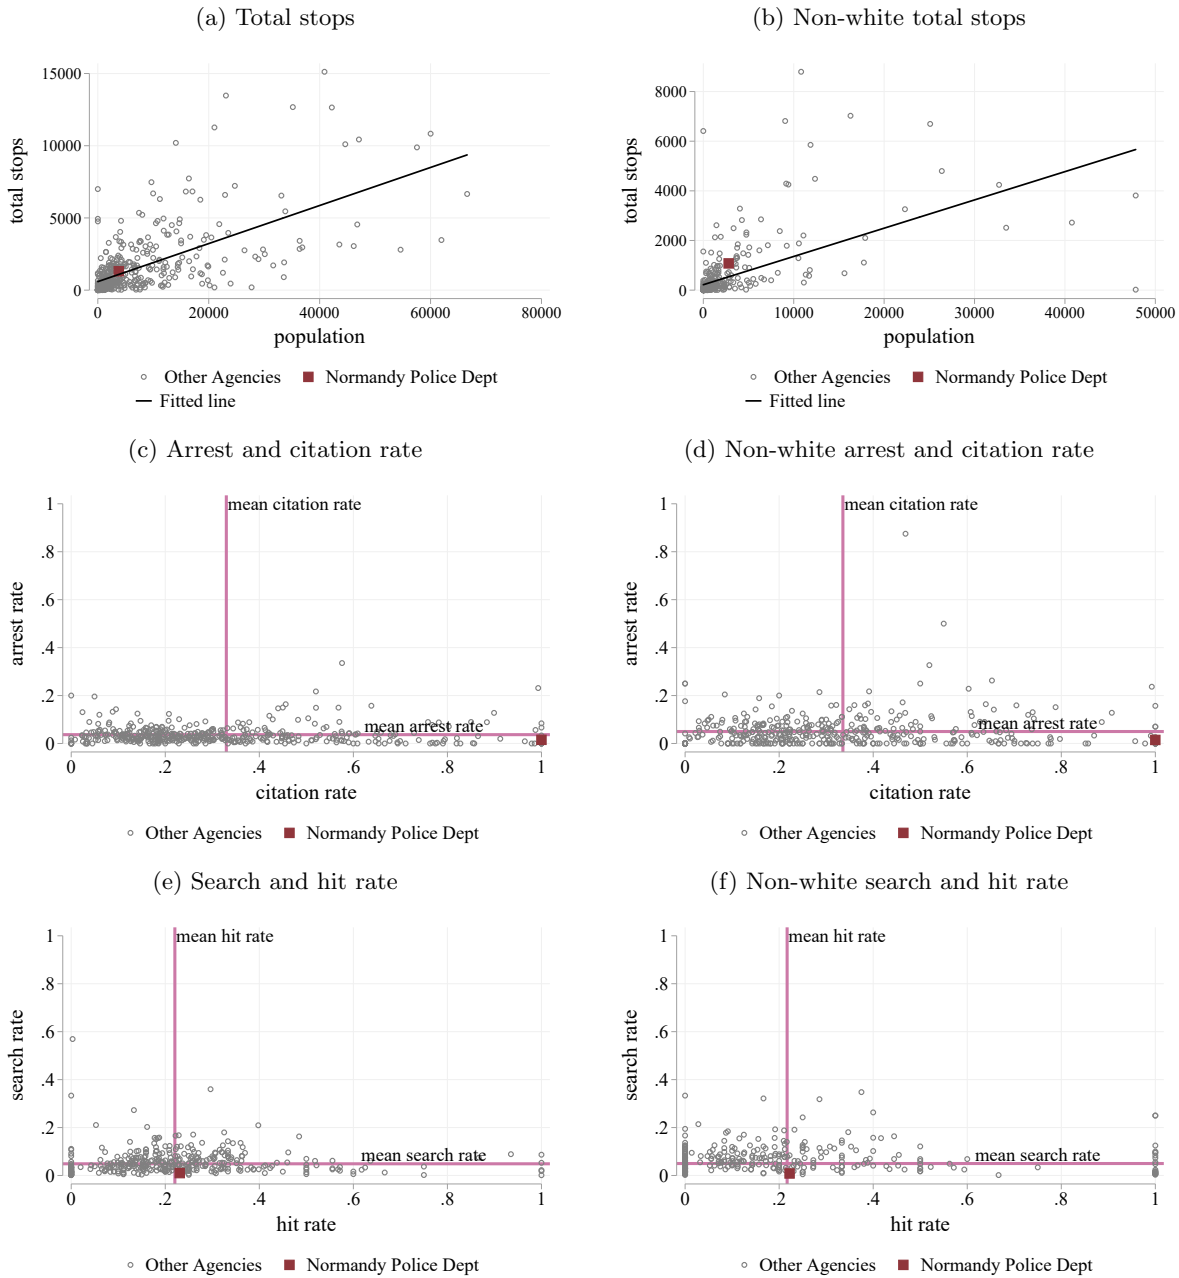 (a) Total stops
(b) Non-white total stops
total stops
15000
10000
5000
0
0 20000 40000 60000 80000
population
Other Agencies Normandy Police Dept
Fitted line
total stops
8000
6000
4000
2000
0
0 10000 20000 30000 40000 50000
population
Other Agencies Normandy Police Dept
Fitted line
(c) Arrest and citation rate
(d) Non-white arrest and citation rate
arrest rate
1
.8
.6
.4
.2
0
mean citation rate
mean arrest rate
0 .2 .4 .6 .8 1
citation rate
Other Agencies Normandy Police Dept
arrest rate
1
.8
.6
.4
.2
0
mean citation rate
mean arrest rate
0 .2 .4 .6 .8 1
citation rate
Other Agencies Normandy Police Dept
(e) Search and hit rate
(f) Non-white search and hit rate
search rate
1
.8
.6
.4
.2
0
mean hit rate
mean search rate
0 .2 .4 .6 .8 1
hit rate
Other Agencies Normandy Police Dept
search rate
1
.8
.6
.4
.2
0
mean hit rate
mean search rate
0 .2 .4 .6 .8 1
hit rate
Other Agencies Normandy Police Dept